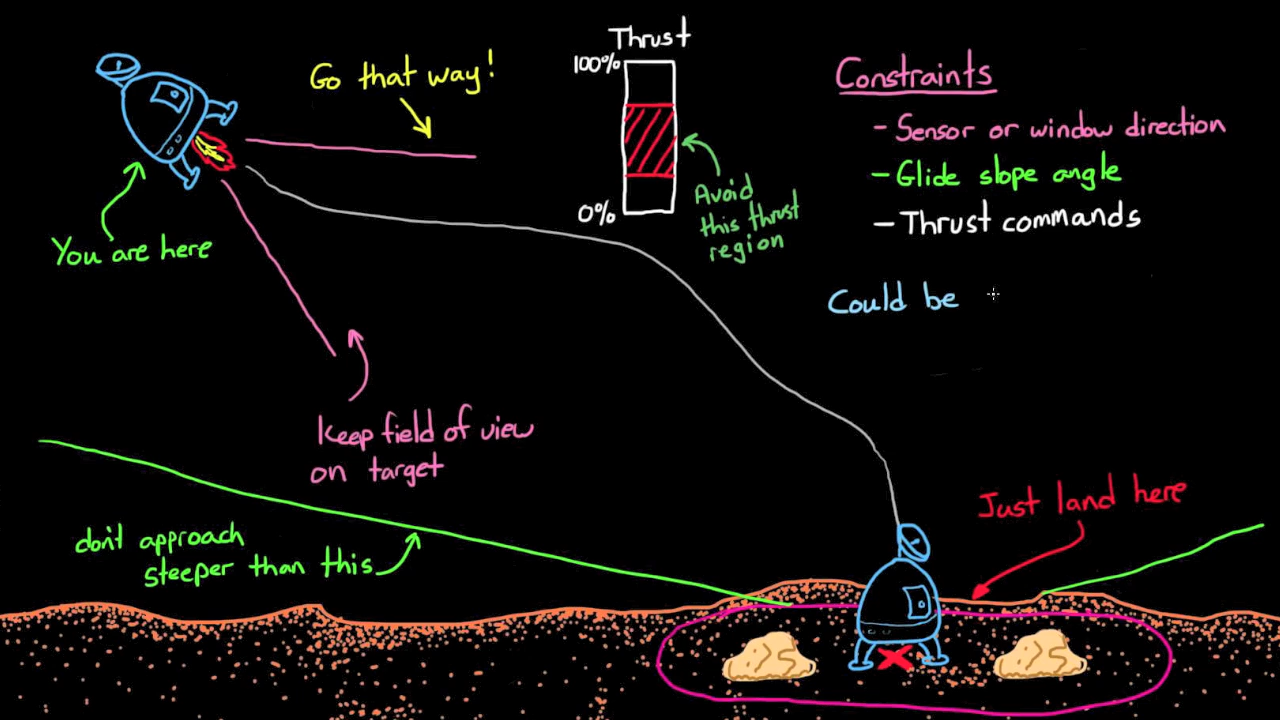 Thrust
100%
0%
Go that way!
You are here
Avoid
this thrust
region
Constraints
- Sensor or window direction
- Glide slope angle
- Thrust commands
Could be
Keep field of view
on target
don't approach
steeper than this
Just land here